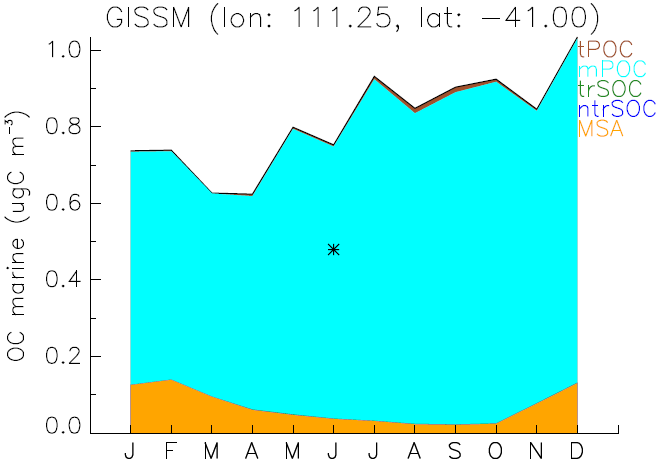 GISSM (lon: 111.25, lat: −41.00)
1.0
0.8
0.6
0.4
0.2
0.0
OC marine (ugC m⁻³)
tPOC
mPOC
trSOC
ntrSOC
MSA
J F M A M J J A S O N D